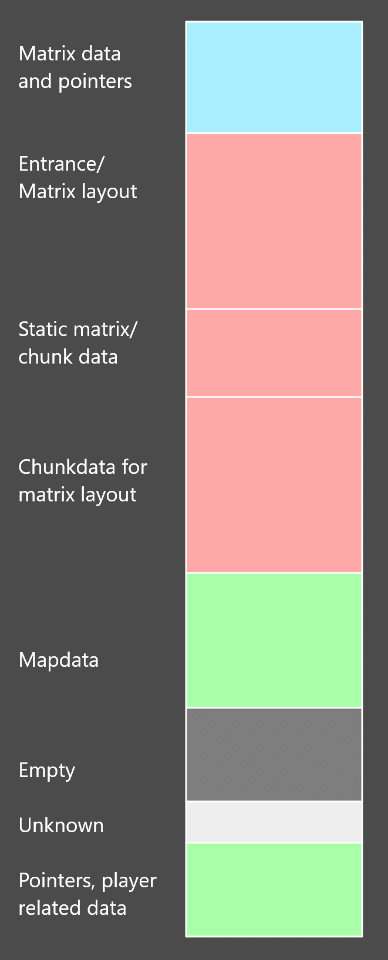 Matrix data
and pointers
Entrance/
Matrix layout
Static matrix/
chunk data
Chunkdata for
matrix layout
Mapdata
Empty
Unknown
Pointers, player
related data